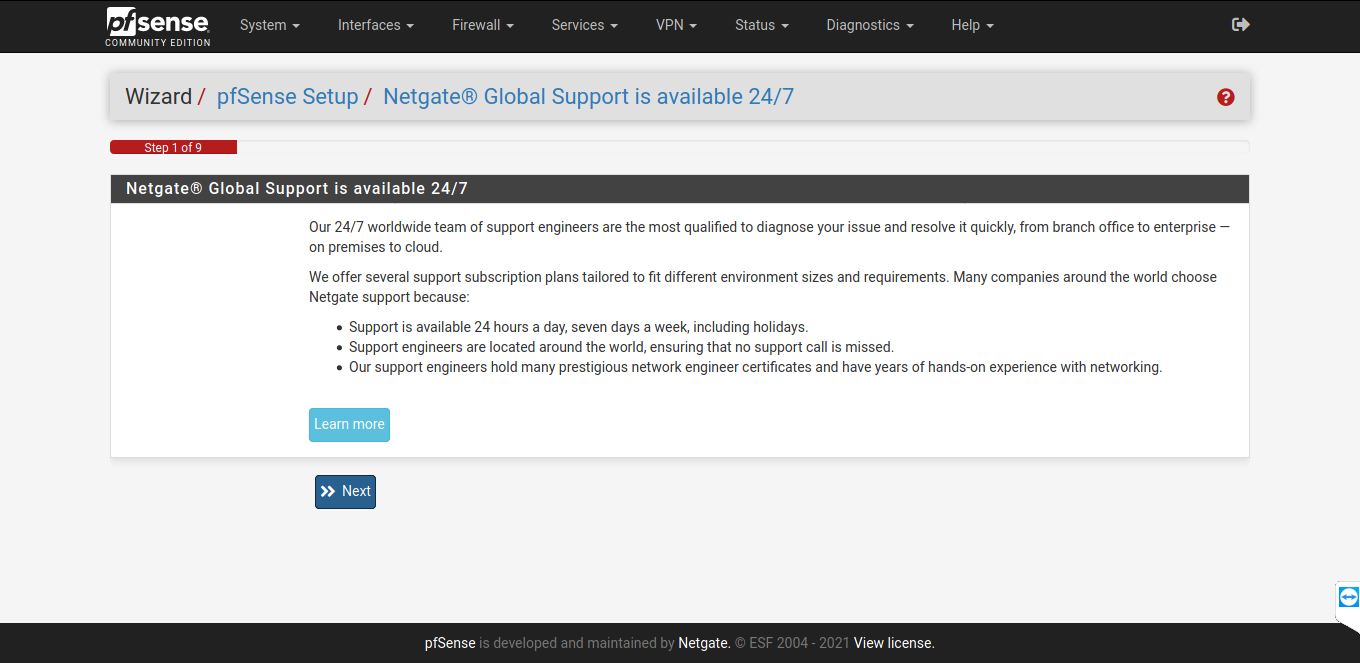 pfsense
COMMUNITY EDITION
System
Interfaces
Firewall
Services
VPN
Status
Diagnostics
Help
Wizard / pfSense Setup / Netgate® Global Support is available 24/7
Step 1 of 9
Netgate® Global Support is available 24/7
Our 24/7 worldwide team of support engineers are the most qualified to diagnose your issue and resolve it quickly, from branch office to enterprise —
on premises to cloud.
We offer several support subscription plans tailored to fit different environment sizes and requirements. Many companies around the world choose
Netgate support because:
• Support is available 24 hours a day, seven days a week, including holidays.
• Support engineers are located around the world, ensuring that no support call is missed.
• Our support engineers hold many prestigious network engineer certificates and have years of hands-on experience with networking.
Learn more
Next
pfSense is developed and maintained by Netgate. © ESF 2004 - 2021 View license.